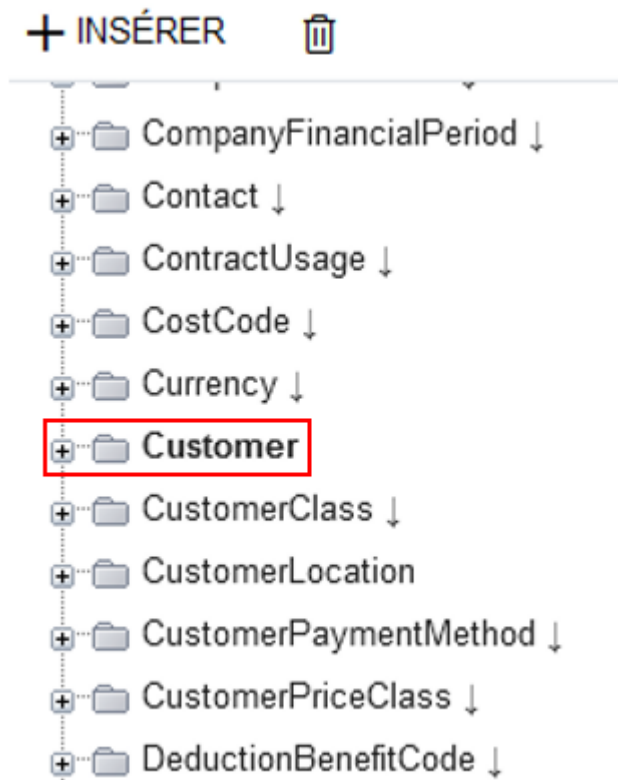 + INSÉRER
CompanyFinancialPeriod ↓
Contact ↓
ContractUsage ↓
CostCode ↓
Currency ↓
Customer
CustomerClass ↓
CustomerLocation
CustomerPaymentMethod ↓
CustomerPriceClass ↓
DeductionBenefitCode ↓